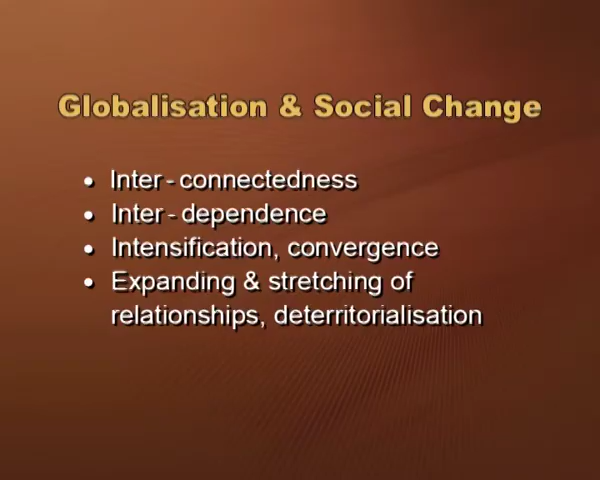 Globalisation & Social Change
• Inter - connectedness
• Inter - dependence
• Intensification, convergence
• Expanding & stretching of
relationships, deterritorialisation